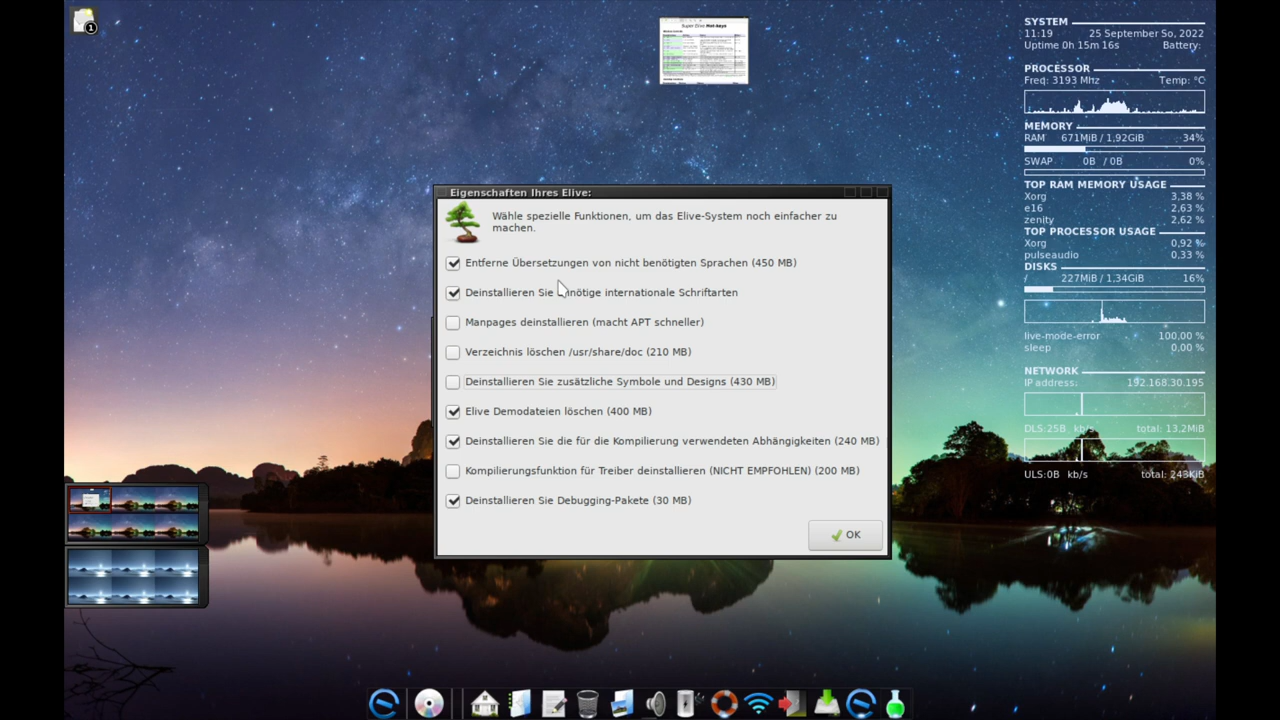 1
Super Elive Hot-keys
SYSTEM
11:19 25 September So, 2022
Uptime 0h 15m 16s Battery:
PROCESSOR
Freq: 3193 Mhz Temp: °C
MEMORY
RAM 671MiB / 1,92GiB 34%
SWAP 0B / 0B 0%
TOP RAM MEMORY USAGE
Xorg 3,38 %
e16 2,63 %
zenity 2,62 %
TOP PROCESSOR USAGE
Xorg 0,92 %
pulseaudio 0,33%
DISKS
/ 227MiB / 1,34GiB 16%
live-mode-error 100,00 %
sleep 0,00 %
NETWORK
IP address: 192.168.30.195
DLS:25B kb/s total: 13,2MiB
ULS:0B kb/s total: 243KiB
Eigenschaften Ihres Elive:
Wähle spezielle Funktionen, um das Elive-System noch einfacher zu
machen.
Entferne Übersetzungen von nicht benötigten Sprachen (450 MB)
Deinstallieren Sie unnötige internationale Schriftarten
Manpages deinstallieren (macht APT schneller)
Verzeichnis löschen /usr/share/doc (210 MB)
Deinstallieren Sie zusätzliche Symbole und Designs (430 MB)
Elive Demodateien löschen (400 MB)
Deinstallieren Sie die für die Kompilierung verwendeten Abhängigkeiten (240 MB)
Kompilierungsfunktion für Treiber deinstallieren (NICHT EMPFOHLEN) (200 MB)
Deinstallieren Sie Debugging-Pakete (30 MB)
OK